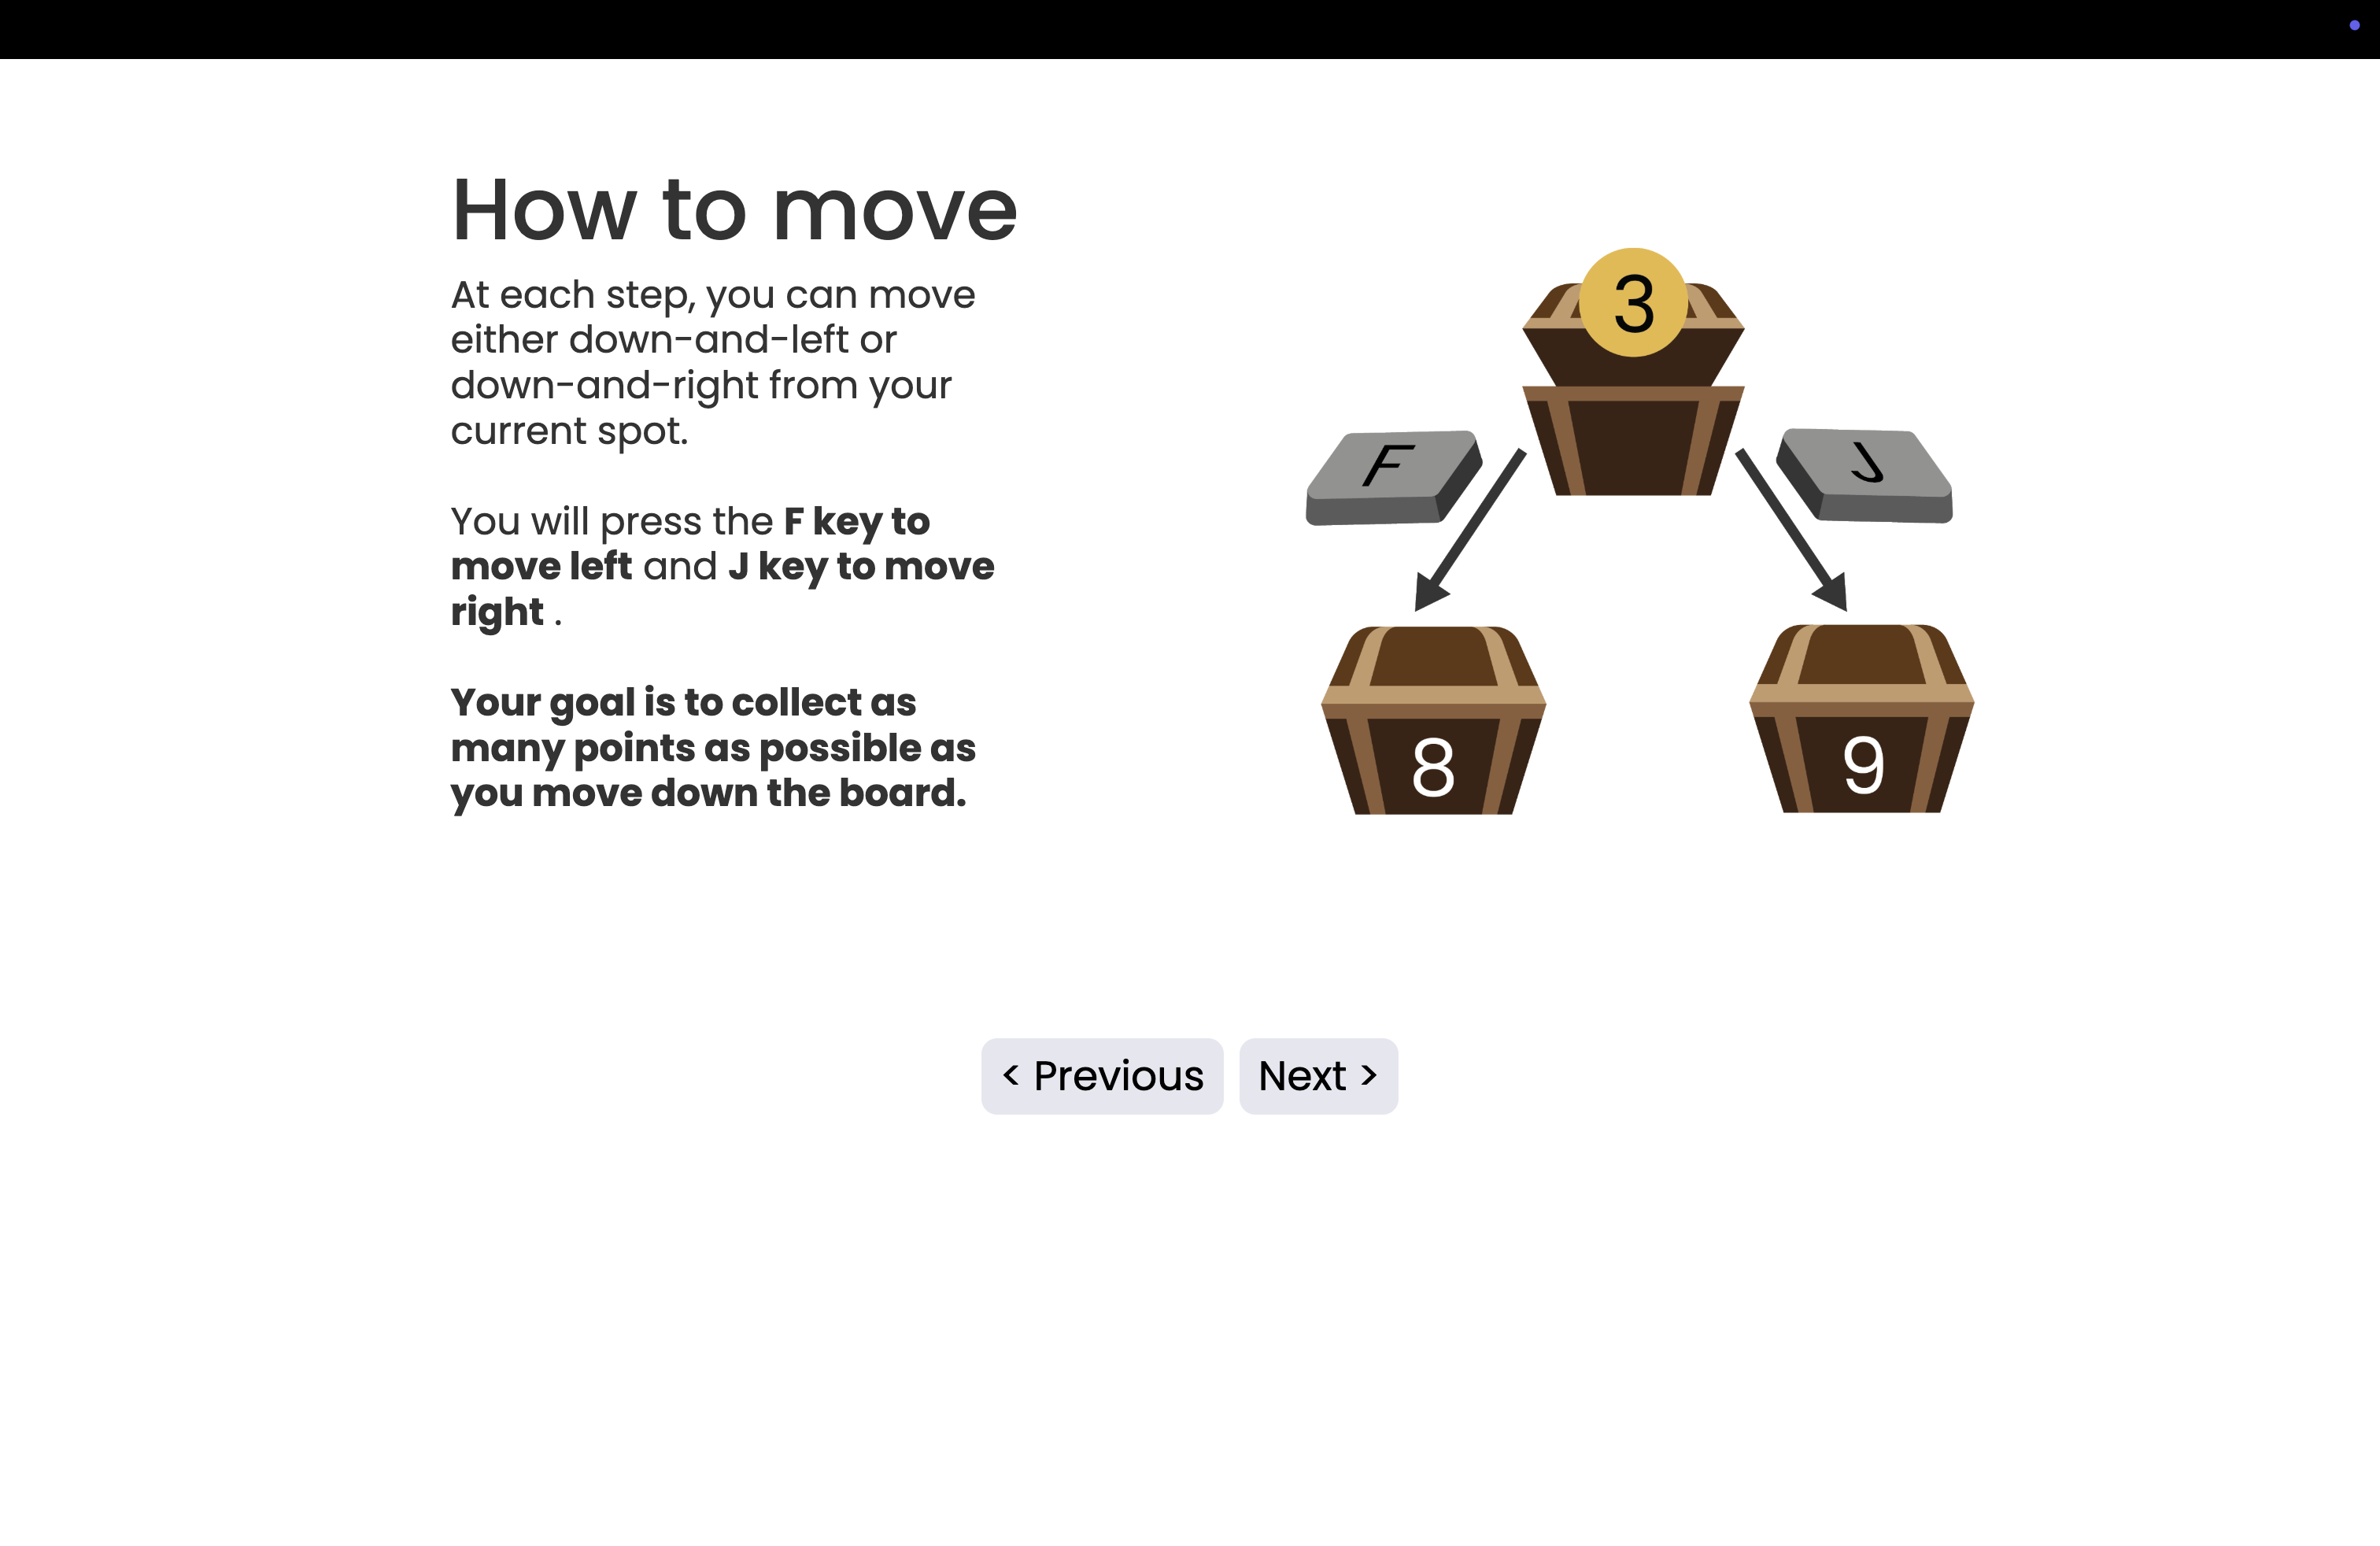 How to move
At each step, you can move
either down-and-left or
down-and-right from your
current spot.
You will press the F key to
move left and J key to move
right .
Your goal is to collect as
many points as possible as
you move down the board.
3
F
J
8
9
< Previous
Next >